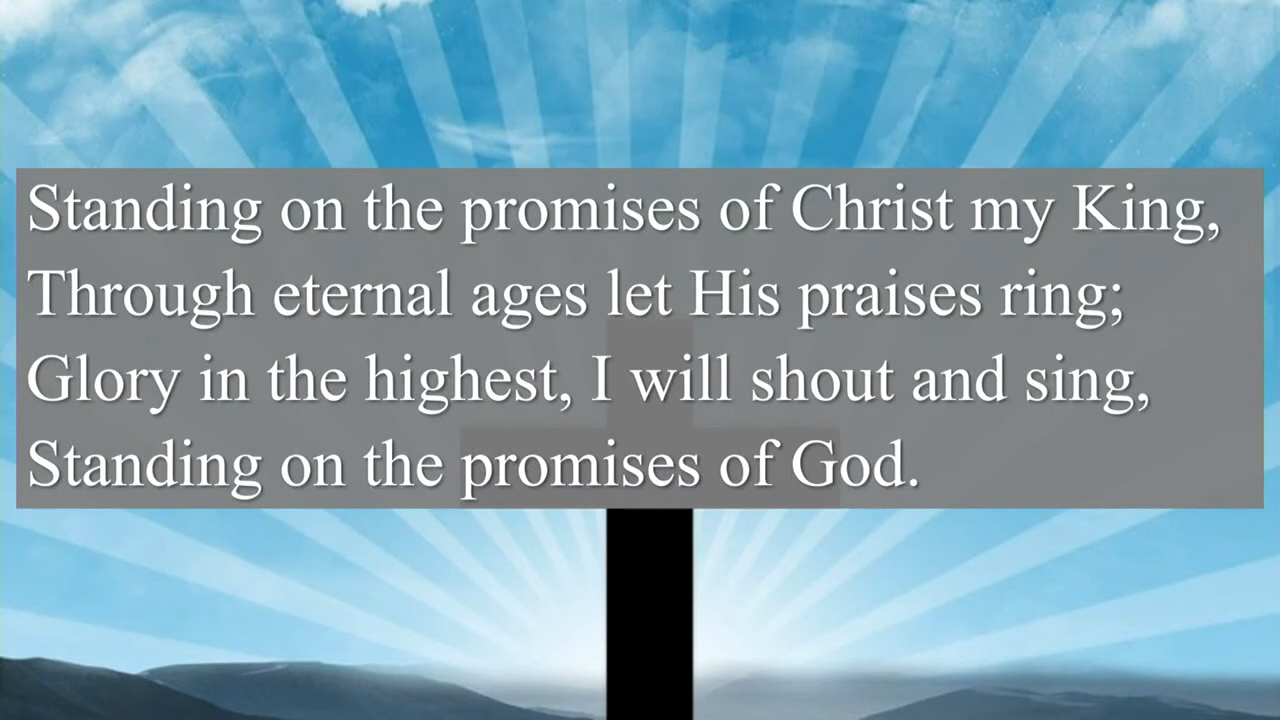 Standing on the promises of Christ my King,
Through eternal ages let His praises ring;
Glory in the highest, I will shout and sing,
Standing on the promises of God.